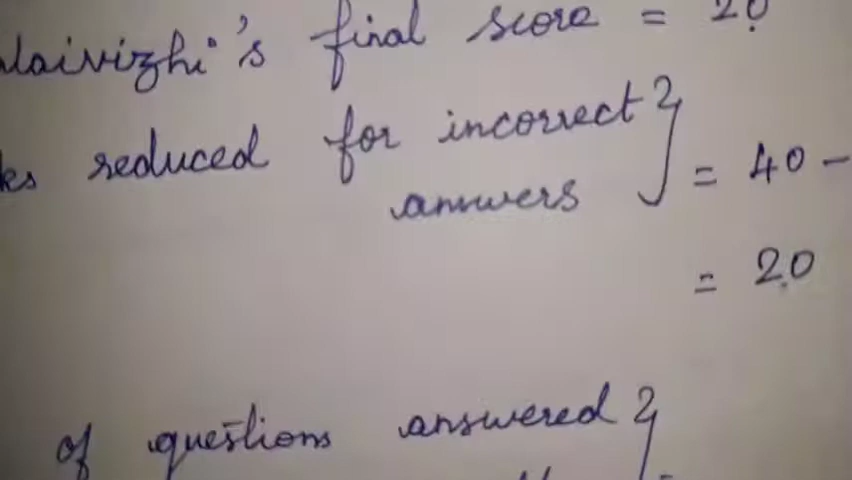 laivizhi's final score = 20
ks reduced for incorrect
answers } = 40 -
= 20
of questions answered